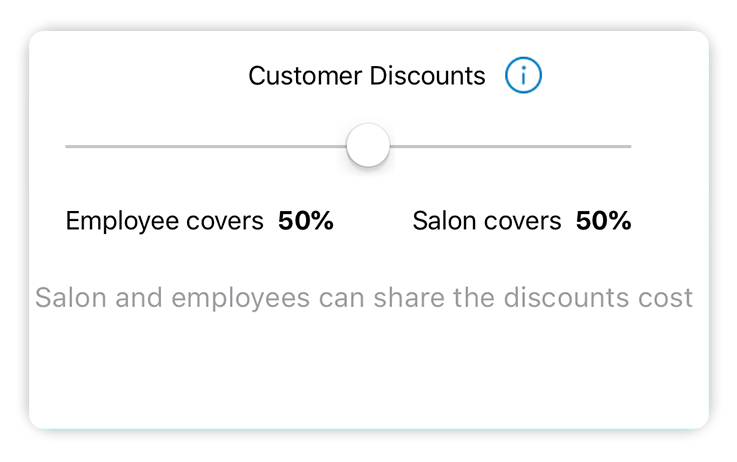 Customer Discounts
Employee covers 50% Salon covers 50%
Salon and employees can share the discounts cost